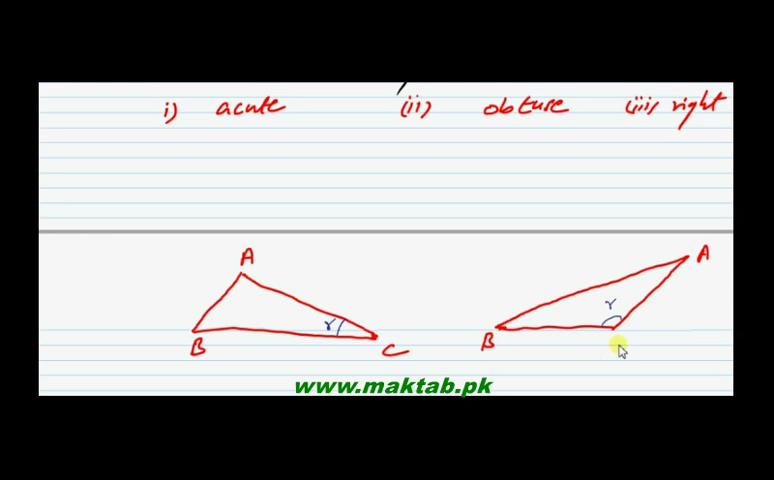 i) acute (ii) obtuse (iii) right
A A
γ γ
B C B
www.maktab.pk